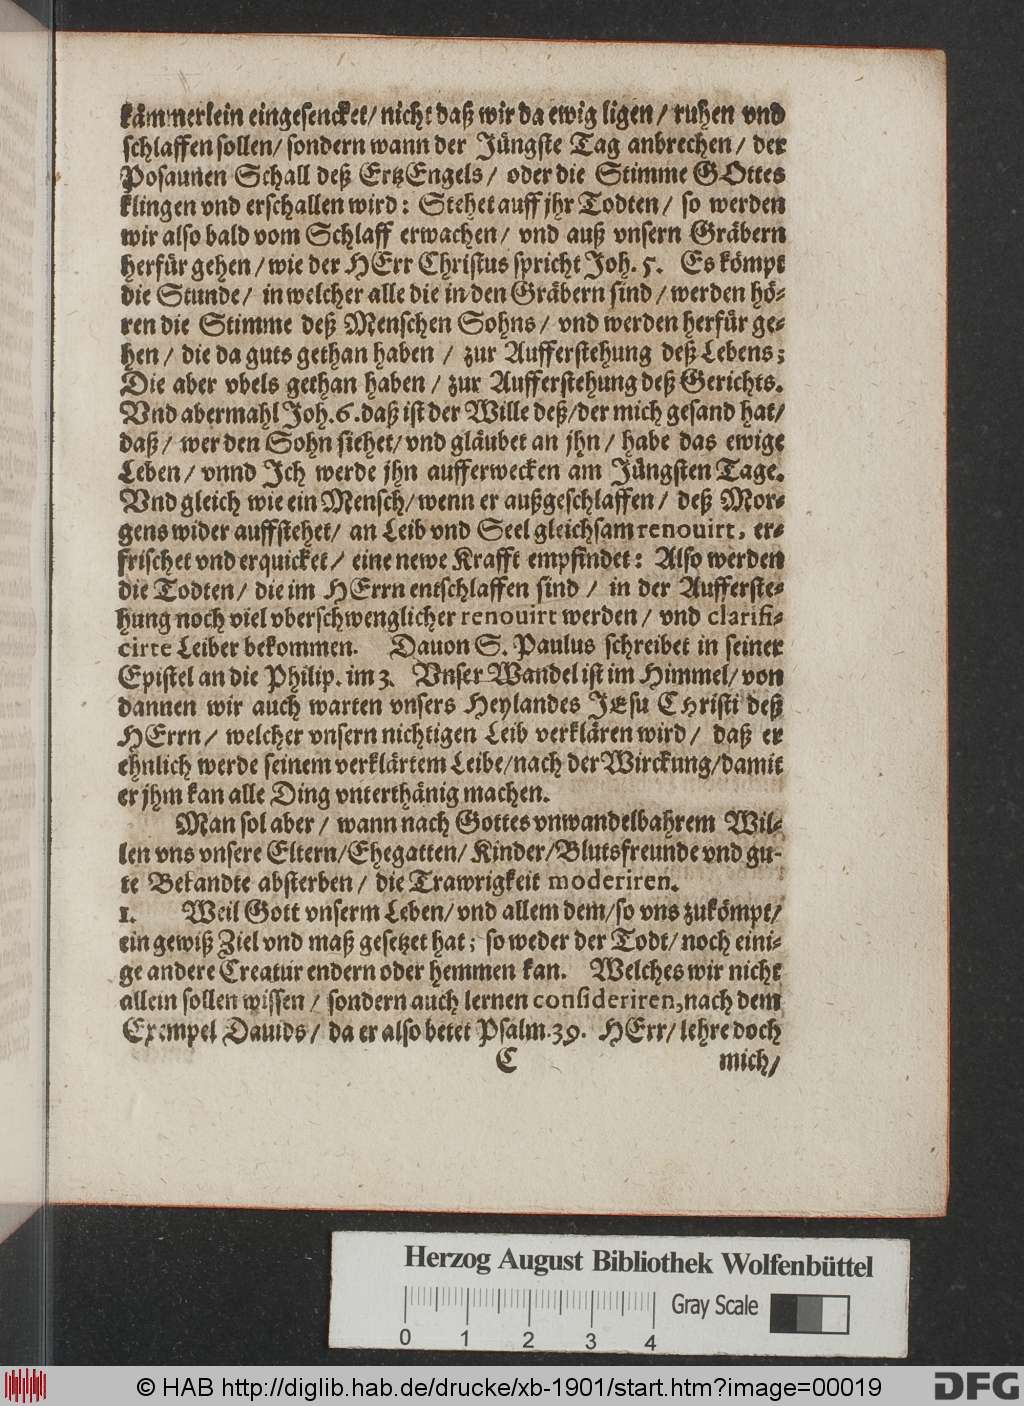 kämmerlein eingesencket/ nicht daß wir da ewig ligen / ruhen vnd
schlaffen sollen/ sondern wann der Jüngste Tag anbrechen / der
Posaunen Schall deß ErtzEngels / oder die Stimme GOttes
klingen vnd erschallen wird: Stehet auff jhr Todten / so werden
wir also bald vom Schlaff erwachen / vnd auß vnsern Gräbern
herfür gehen / wie der HErr Christus spricht Joh. 5. Es kömpt
die Stunde / in welcher alle die in den Gräbern sind / werden hö-
ren die Stimme deß Menschen Sohns / vnd werden herfür ge-
hen / die da guts gethan haben / zur Aufferstehung deß Lebens;
Die aber vbels gethan haben / zur Aufferstehung deß Gerichts.
Vnd abermahl Joh. 6. daß ist der Wille deß/ der mich gesand hat/
daß / wer den Sohn siehet/ vnd gläubet an jhn / habe das ewige
Leben / vnnd Jch werde jhn aufferwecken am Jüngsten Tage.
Vnd gleich wie ein Mensch/ wenn er außgeschlaffen / deß Mor-
gens wider auffstehet/ an Leib vnd Seel gleichsam renouirt, er-
frischet vnd erquicket / eine newe Krafft empfindet: Also werden
die Todten / die im HErrn entschlaffen sind / in der Aufferste-
hung noch viel vberschwenglicher renouirt werden / vnd clarifi-
cirte Leiber bekommen. Dauon S. Paulus schreibet in seiner
Epistel an die Philip. im 3. Vnser Wandel ist im Himmel/ von
dannen wir auch warten vnsers Heylandes JEsu Christi deß
HErrn / welcher vnsern nichtigen Leib verklären wird / daß er
ehnlich werde seinem verklärtem Leibe/ nach der Wirckung/ damit
er jhm kan alle Ding vnterthänig machen.
Man sol aber / wann nach Gottes vnwandelbahrem Wil-
len vns vnsere Eltern/ Ehegatten/ Kinder/ Blutsfreunde vnd gu-
te Bekandte absterben / die Trawrigkeit moderiren.
1. Weil Gott vnserm Leben/ vnd allem dem/ so vns zukömpt/
ein gewiß Ziel vnd maß gesetzet hat; so weder der Todt/ noch eini-
ge andere Creatur endern oder hemmen kan. Welches wir nicht
allein sollen wissen / sondern auch lernen consideriren, nach dem
Exempel Dauids / da er also betet Psalm. 39. HErr/ lehre doch
C mich/
Herzog August Bibliothek Wolfenbüttel
Gray Scale
0 1 2 3 4
© HAB http://diglib.hab.de/drucke/xb-1901/start.htm?image=00019
DFG